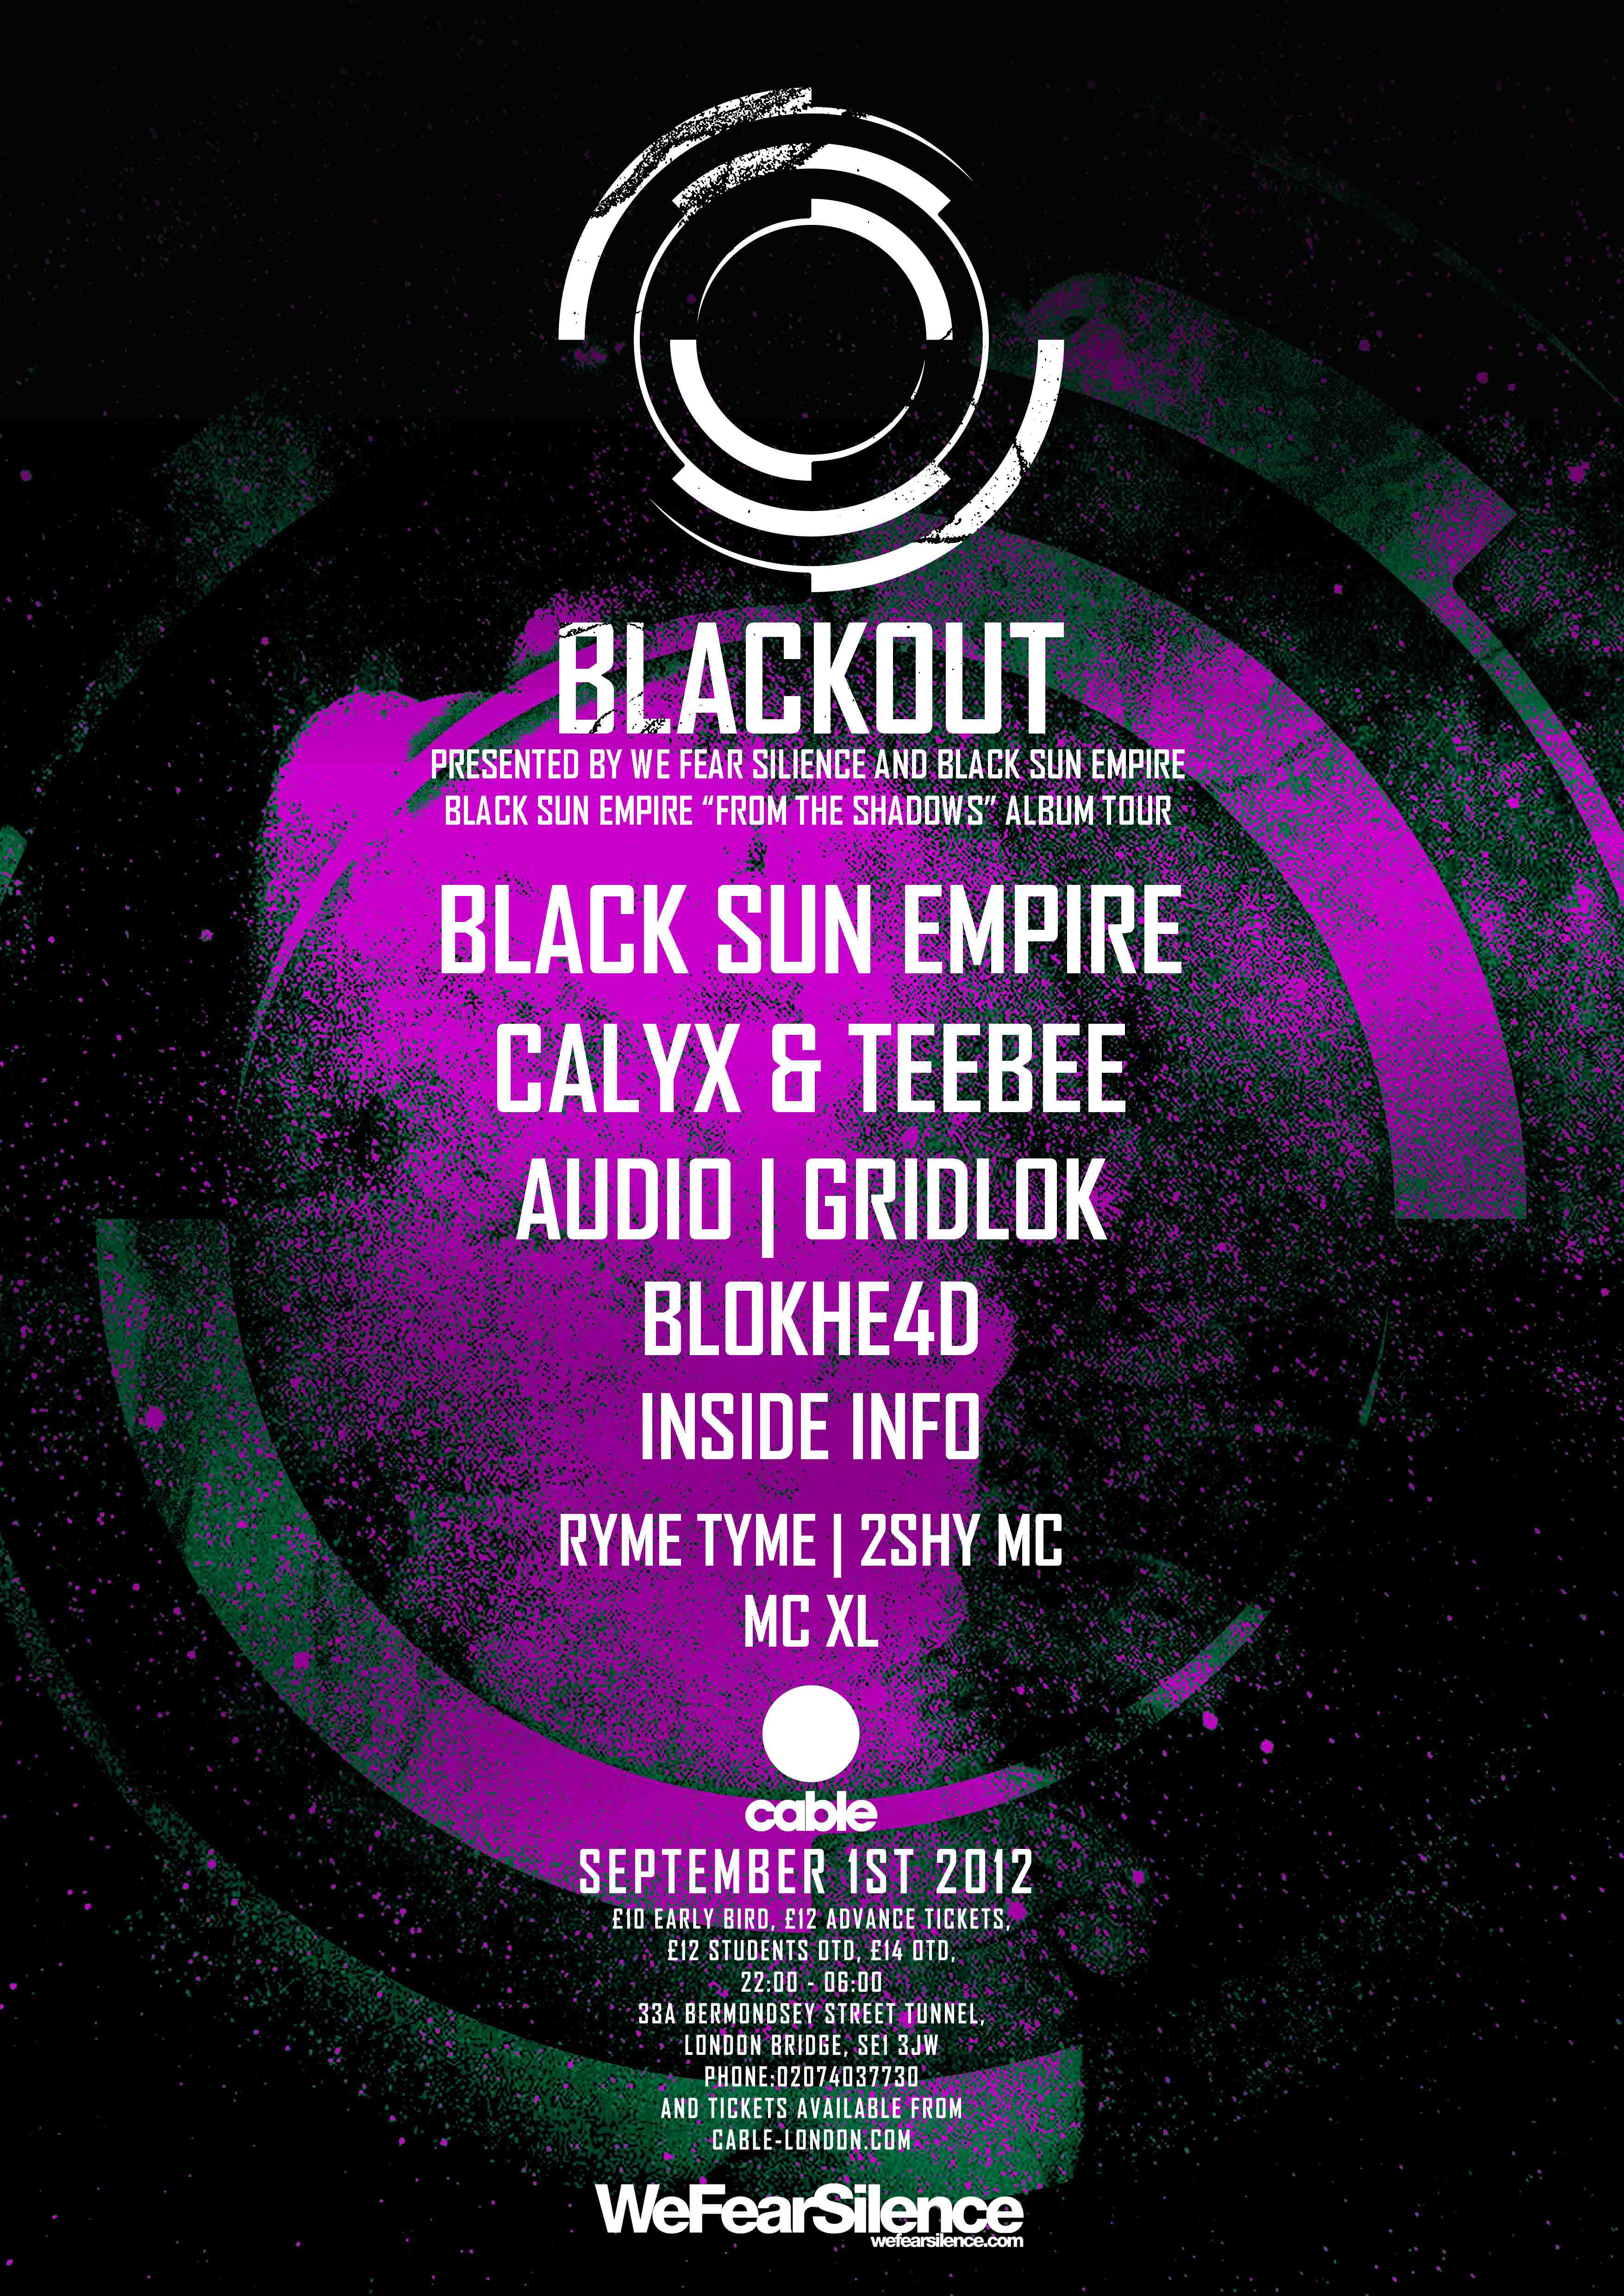 BLACKOUT
PRESENTED BY WE FEAR SILIENCE AND BLACK SUN EMPIRE
BLACK SUN EMPIRE “FROM THE SHADOWS” ALBUM TOUR
BLACK SUN EMPIRE
CALYX & TEEBEE
AUDIO | GRIDLOK
BLOKHE4D
INSIDE INFO
RYME TYME | 2SHY MC
MC XL
cable
SEPTEMBER 1ST 2012
£10 EARLY BIRD, £12 ADVANCE TICKETS,
£12 STUDENTS OTD, £14 OTD,
22:00 - 06:00
33A BERMONDSEY STREET TUNNEL,
LONDON BRIDGE, SE1 3JW
PHONE:02074037730
AND TICKETS AVAILABLE FROM
CABLE-LONDON.COM
WeFearSilence
wefearsilence.com